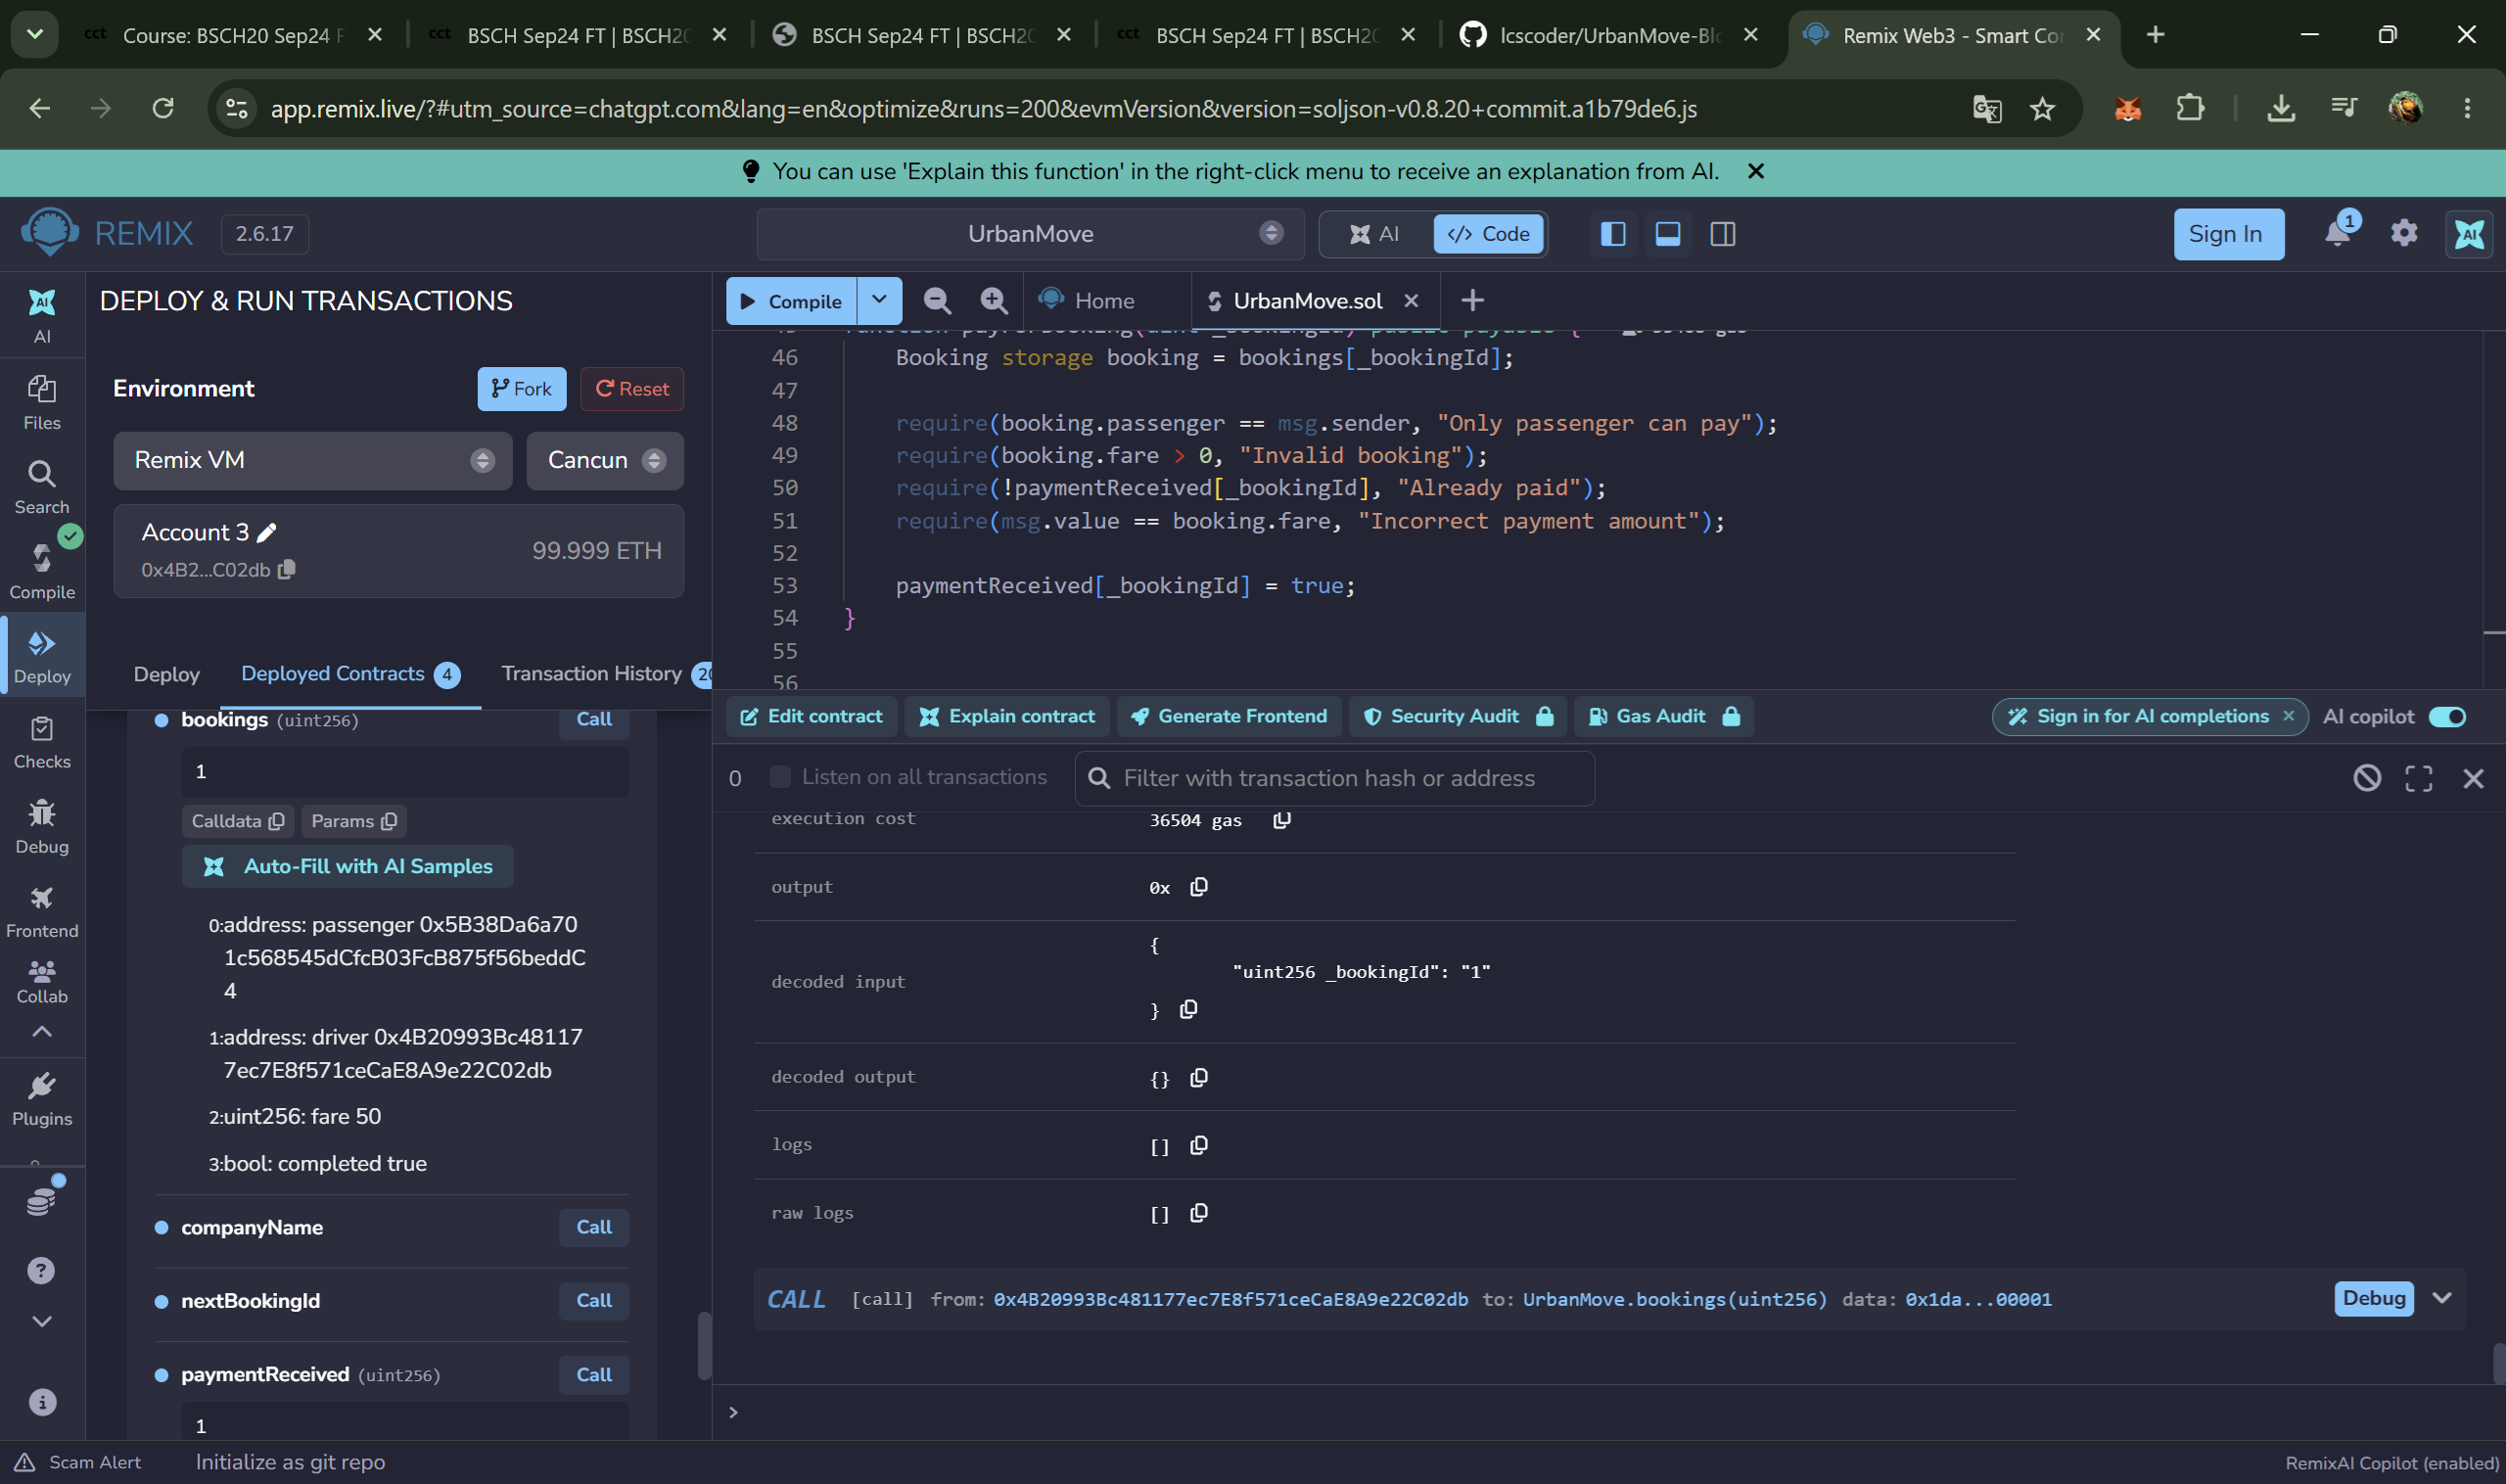 cct Course: BSCH20 Sep24 F
cct BSCH Sep24 FT | BSCH20
BSCH Sep24 FT | BSCH20
cct BSCH Sep24 FT | BSCH20
lcscoder/UrbanMove-Blo
Remix Web3 - Smart Cor
app.remix.live/?#utm_source=chatgpt.com&lang=en&optimize&runs=200&evmVersion&version=soljson-v0.8.20+commit.a1b79de6.js
You can use 'Explain this function' in the right-click menu to receive an explanation from AI.
REMIX 2.6.17 UrbanMove AI </> Code Sign In 1 AI
AI
AI
Files
Search
Compile
Deploy
Checks
Debug
Frontend
Collab
Plugins
DEPLOY & RUN TRANSACTIONS
Environment Fork Reset
Remix VM Cancun
Account 3 99.999 ETH
0x4B2...C02db
Deploy Deployed Contracts 4 Transaction History 20
bookings (uint256) Call
1
Calldata Params
Auto-Fill with AI Samples
0:address: passenger 0x5B38Da6a70
1c568545dCfcB03FcB875f56beddC
4
1:address: driver 0x4B20993Bc48117
7ec7E8f571ceCaE8A9e22C02db
2:uint256: fare 50
3:bool: completed true
companyName Call
nextBookingId Call
paymentReceived (uint256) Call
1
Compile Home UrbanMove.sol
46 Booking storage booking = bookings[_bookingId];
47
48 require(booking.passenger == msg.sender, "Only passenger can pay");
49 require(booking.fare > 0, "Invalid booking");
50 require(!paymentReceived[_bookingId], "Already paid");
51 require(msg.value == booking.fare, "Incorrect payment amount");
52
53 paymentReceived[_bookingId] = true;
54 }
55
56
Edit contract Explain contract Generate Frontend Security Audit Gas Audit Sign in for AI completions × AI copilot
0 Listen on all transactions Filter with transaction hash or address
execution cost 36504 gas
output 0x
decoded input {
"uint256 _bookingId": "1"
}
decoded output {}
logs []
raw logs []
CALL [call] from: 0x4B20993Bc481177ec7E8f571ceCaE8A9e22C02db to: UrbanMove.bookings(uint256) data: 0x1da...00001 Debug
>
Scam Alert Initialize as git repo RemixAI Copilot (enabled)